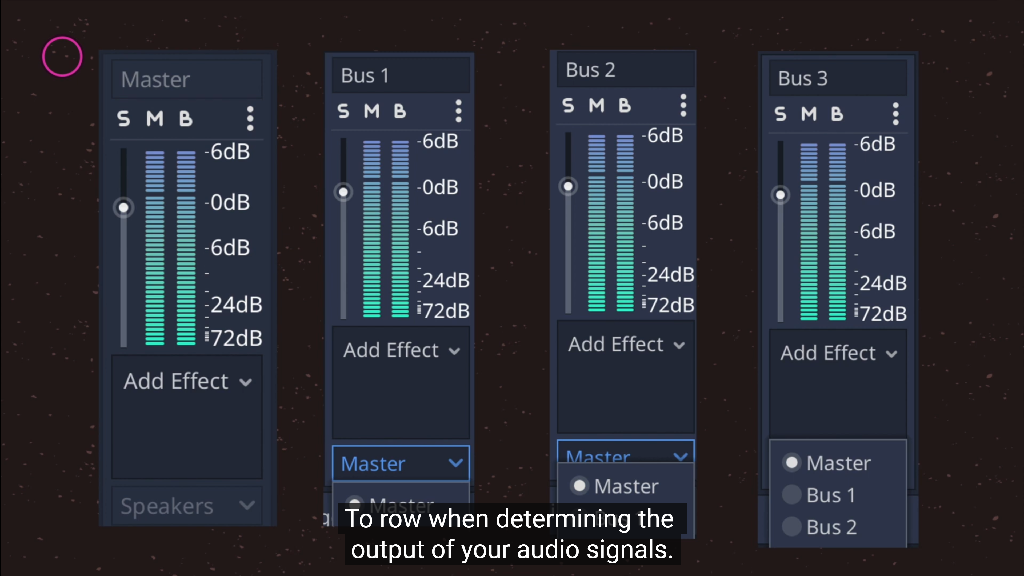 Master
S M B
-6dB
-0dB
-6dB
-24dB
72dB
Add Effect
Speakers
Bus 1
S M B
-6dB
-0dB
-6dB
-24dB
72dB
Add Effect
Master
Master
Bus 2
S M B
-6dB
-0dB
-6dB
-24dB
72dB
Add Effect
Master
Master
Bus 3
S M B
-6dB
-0dB
-6dB
-24dB
72dB
Add Effect
Master
Bus 1
Bus 2
To row when determining the
output of your audio signals.